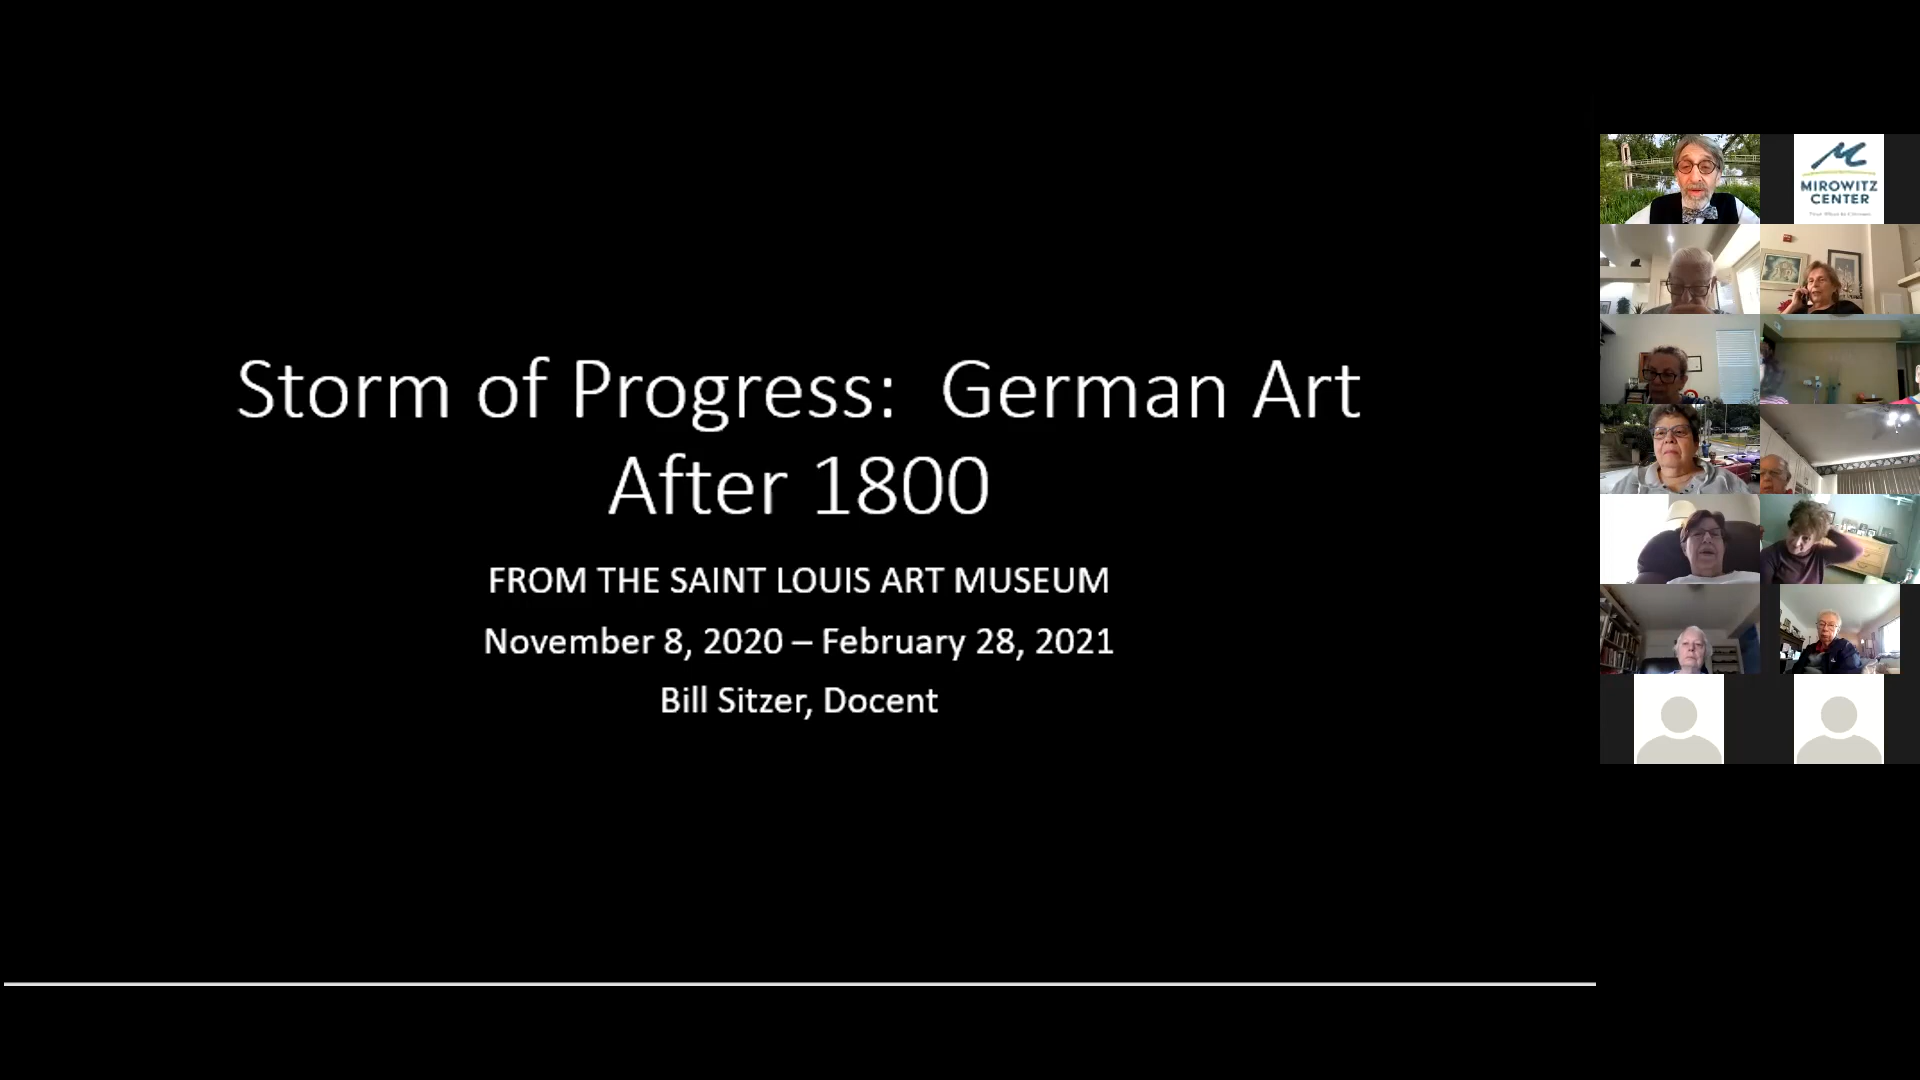 Storm of Progress:  German Art
After 1800
FROM THE SAINT LOUIS ART MUSEUM
November 8, 2020 – February 28, 2021
Bill Sitzer, Docent
MIROWITZ
CENTER